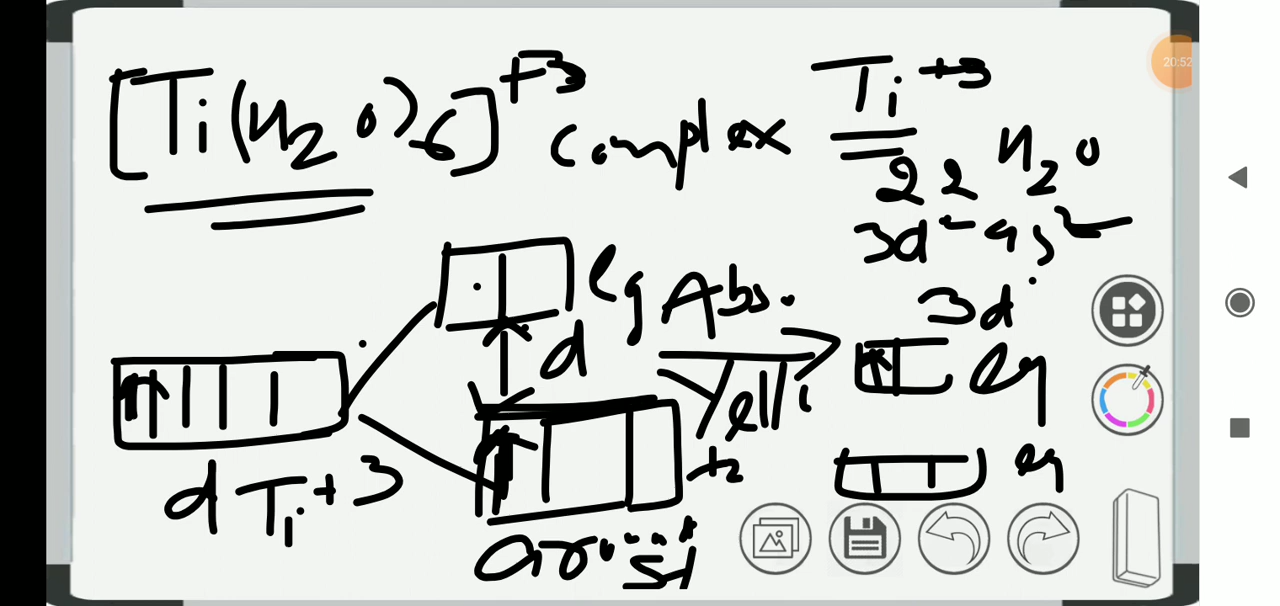 [Ti(H2O)6]+3 complex Ti+3
22 H2O
3d2 4s2
eg Abs. 3d
d Yell eg
t2 eg
d Ti+3